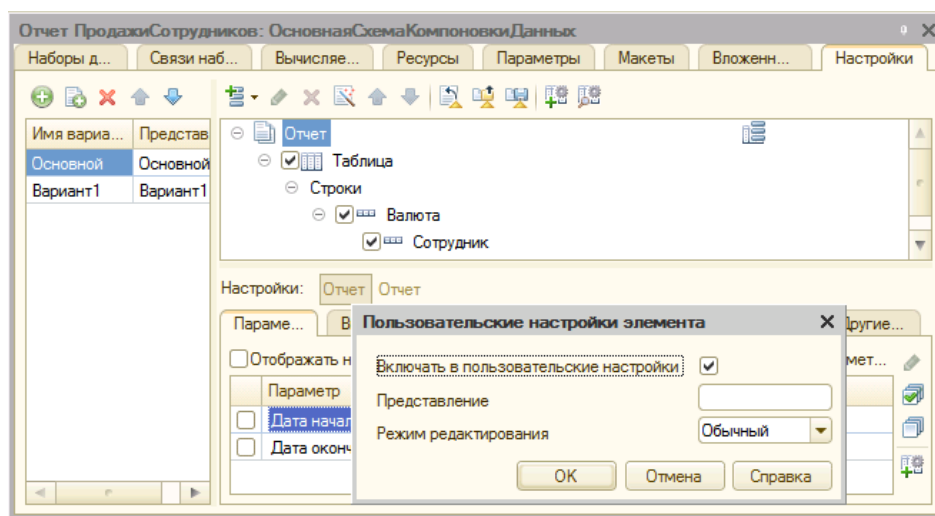 Отчет ПродажиСотрудников: ОсновнаяСхемаКомпоновкиДанных
Наборы д... Связи наб... Вычисляе... Ресурсы Параметры Макеты Вложенн... Настройки
Имя вариа... Представ
Отчет
Основной Основной
Таблица
Вариант1 Вариант1
Строки
Валюта
Сотрудник
Настройки: Отчет Отчет
Параме... В Пользовательские настройки элемента Другие...
Отображать н мет...
Включать в пользовательские настройки
Параметр
Представление
Дата начал
Режим редактирования Обычный
Дата оконч
ОК Отмена Справка